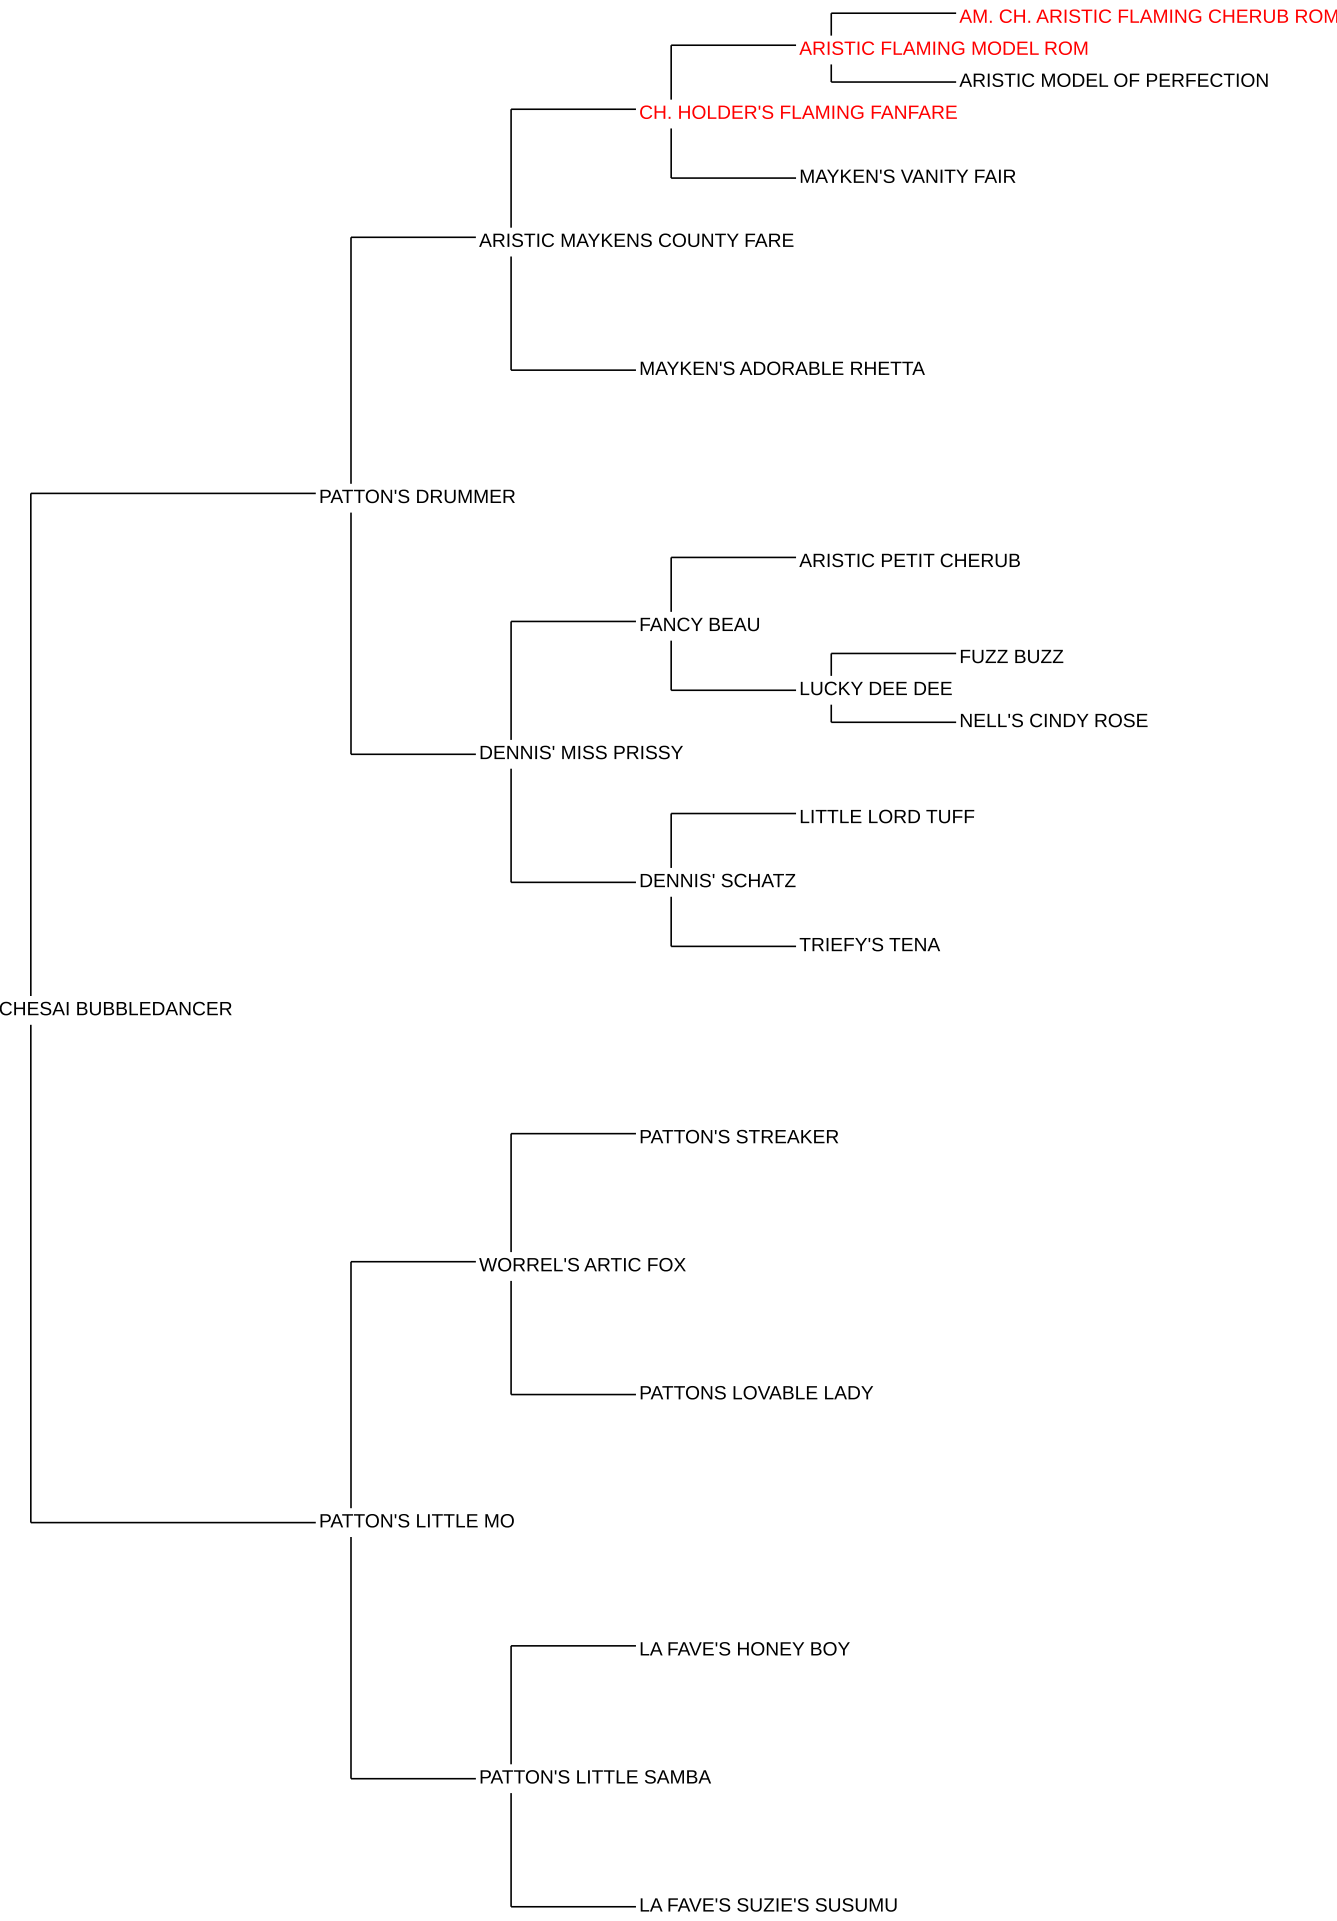 AM. CH. ARISTIC FLAMING CHERUB ROM
ARISTIC FLAMING MODEL ROM
ARISTIC MODEL OF PERFECTION
CH. HOLDER'S FLAMING FANFARE
MAYKEN'S VANITY FAIR
ARISTIC MAYKENS COUNTY FARE
MAYKEN'S ADORABLE RHETTA
PATTON'S DRUMMER
ARISTIC PETIT CHERUB
FANCY BEAU
FUZZ BUZZ
LUCKY DEE DEE
NELL'S CINDY ROSE
DENNIS' MISS PRISSY
LITTLE LORD TUFF
DENNIS' SCHATZ
TRIEFY'S TENA
CHESAI BUBBLEDANCER
PATTON'S STREAKER
WORREL'S ARTIC FOX
PATTONS LOVABLE LADY
PATTON'S LITTLE MO
LA FAVE'S HONEY BOY
PATTON'S LITTLE SAMBA
LA FAVE'S SUZIE'S SUSUMU